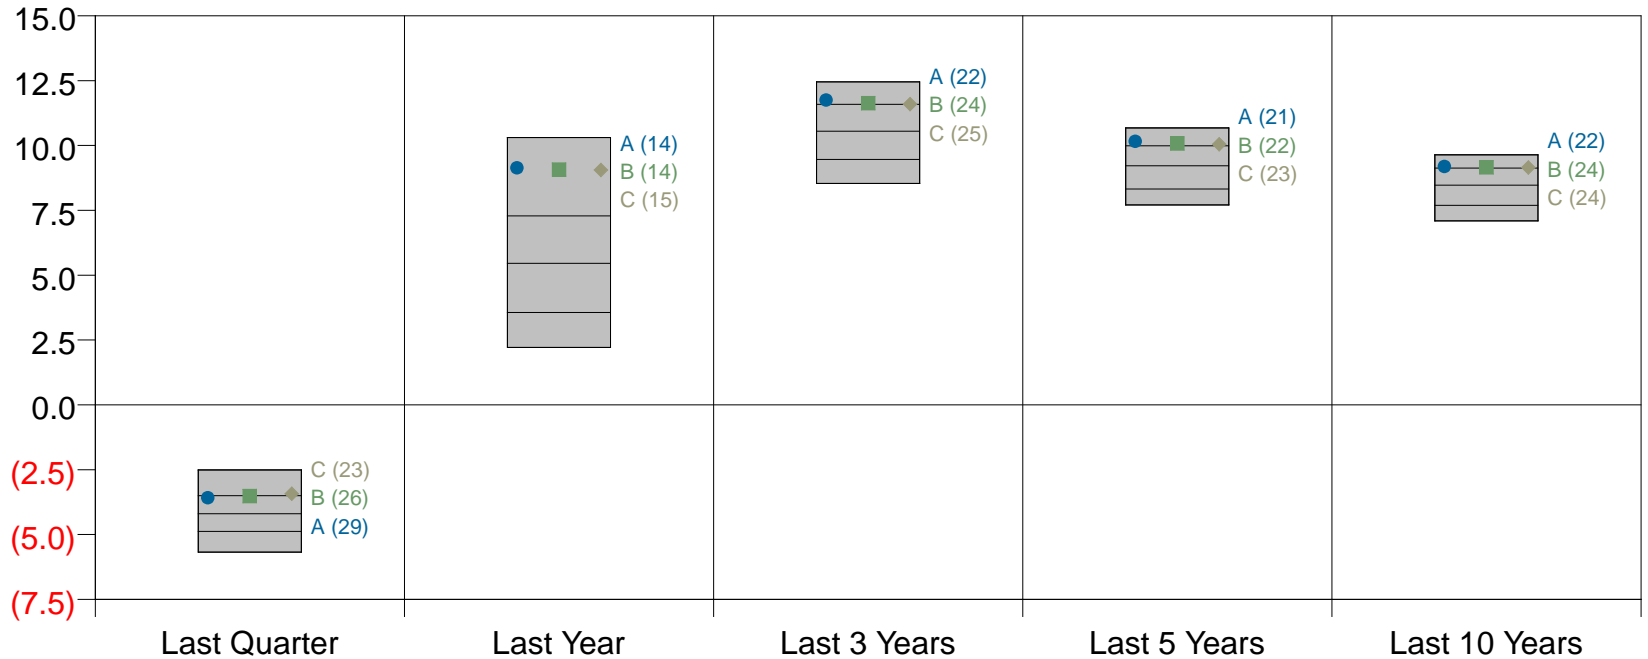 15.0
12.5
10.0
7.5
5.0
2.5
0.0
(2.5)
(5.0)
(7.5)
C (23)
B (26)
A (29)
A (14)
B (14)
C (15)
A (22)
B (24)
C (25)
A (21)
B (22)
C (23)
A (22)
B (24)
C (24)
Last Quarter
Last Year
Last 3 Years
Last 5 Years
Last 10 Years